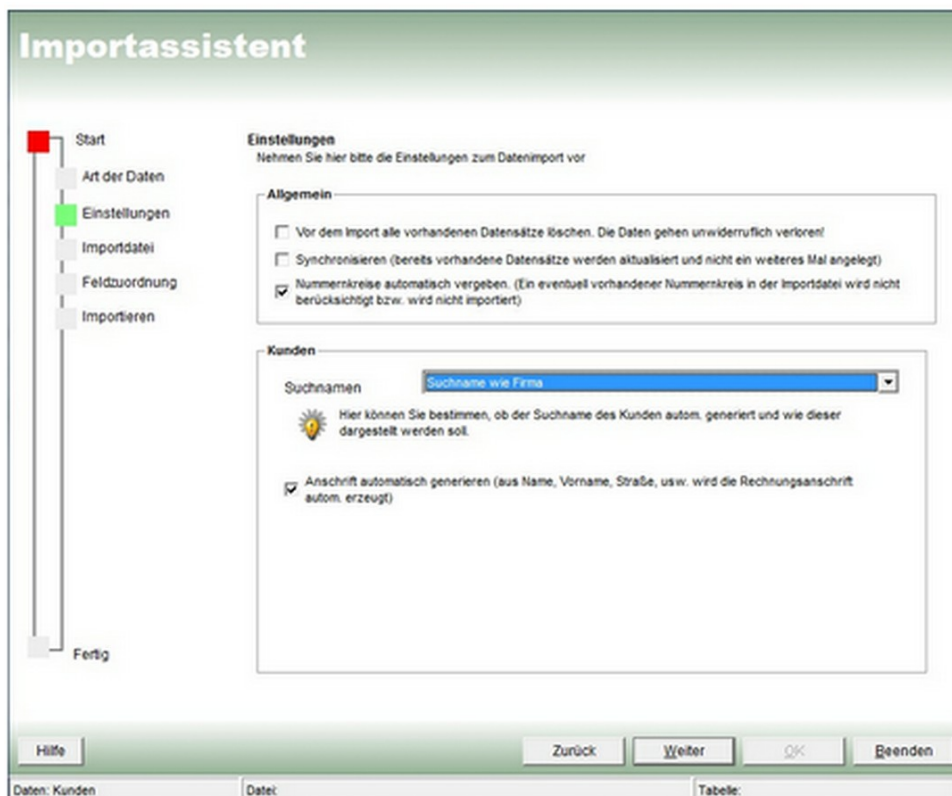 Importassistent
Start
Art der Daten
Einstellungen
Importdatei
Feldzuordnung
Importieren
Fertig
Einstellungen
Nehmen Sie hier bitte die Einstellungen zum Datenimport vor
Allgemein
Vor dem Import alle vorhandenen Datensätze löschen. Die Daten gehen unwiderruflich verloren!
Synchronisieren (bereits vorhandene Datensätze werden aktualisiert und nicht ein weiteres Mal angelegt)
Nummernkreise automatisch vergeben. (Ein eventuell vorhandener Nummernkreis in der Importdatei wird nicht
berücksichtigt bzw. wird nicht importiert)
Kunden
Suchnamen
Suchname wie Firma
Hier können Sie bestimmen, ob der Suchname des Kunden autom. generiert und wie dieser
dargestellt werden soll.
Anschrift automatisch generieren (aus Name, Vorname, Straße, usw. wird die Rechnungsanschrift
autom. erzeugt)
Hilfe
Zurück
Weiter
OK
Beenden
Daten: Kunden
Datei:
Tabelle: